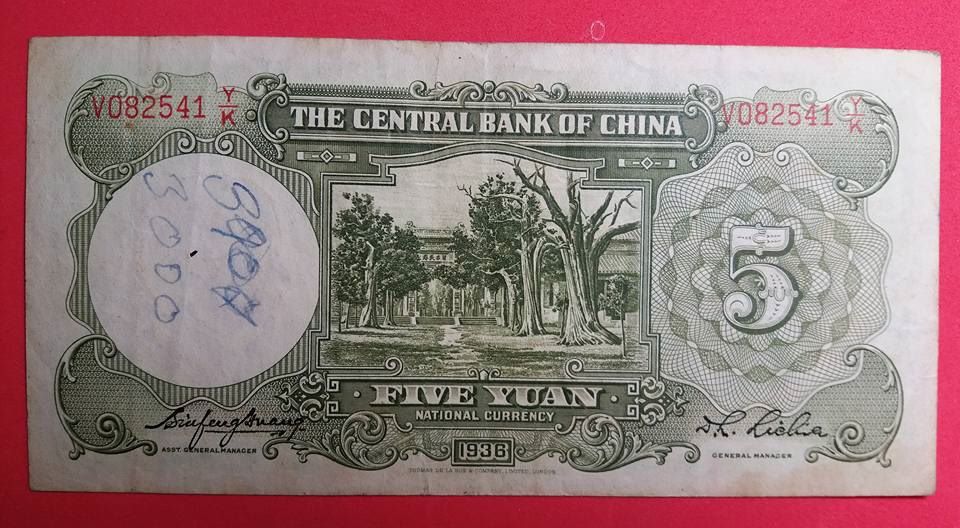 V082541 Y/K
V082541 Y/K
THE CENTRAL BANK OF CHINA
3000
5
FIVE YUAN
NATIONAL CURRENCY
ASST. GENERAL MANAGER
GENERAL MANAGER
1936
THOMAS DE LA RUE & COMPANY, LIMITED, LONDON.